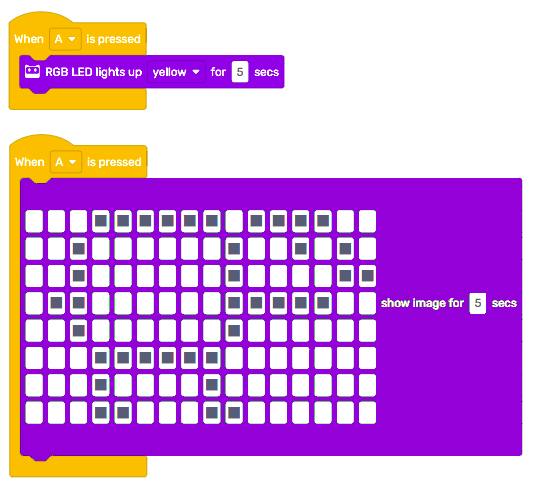 When A is pressed
RGB LED lights up yellow for 5 secs
When A is pressed
show image for 5 secs